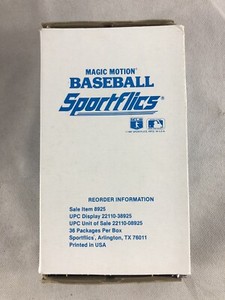 MAGIC MOTION®
BASEBALL
Sportflics®
REORDER INFORMATION
Sale Item 8925
UPC Display 22110-38925
UPC Unit of Sale 22110-08925
36 Packages Per Box
Sportflics®, Arlington, TX 76011
Printed in USA